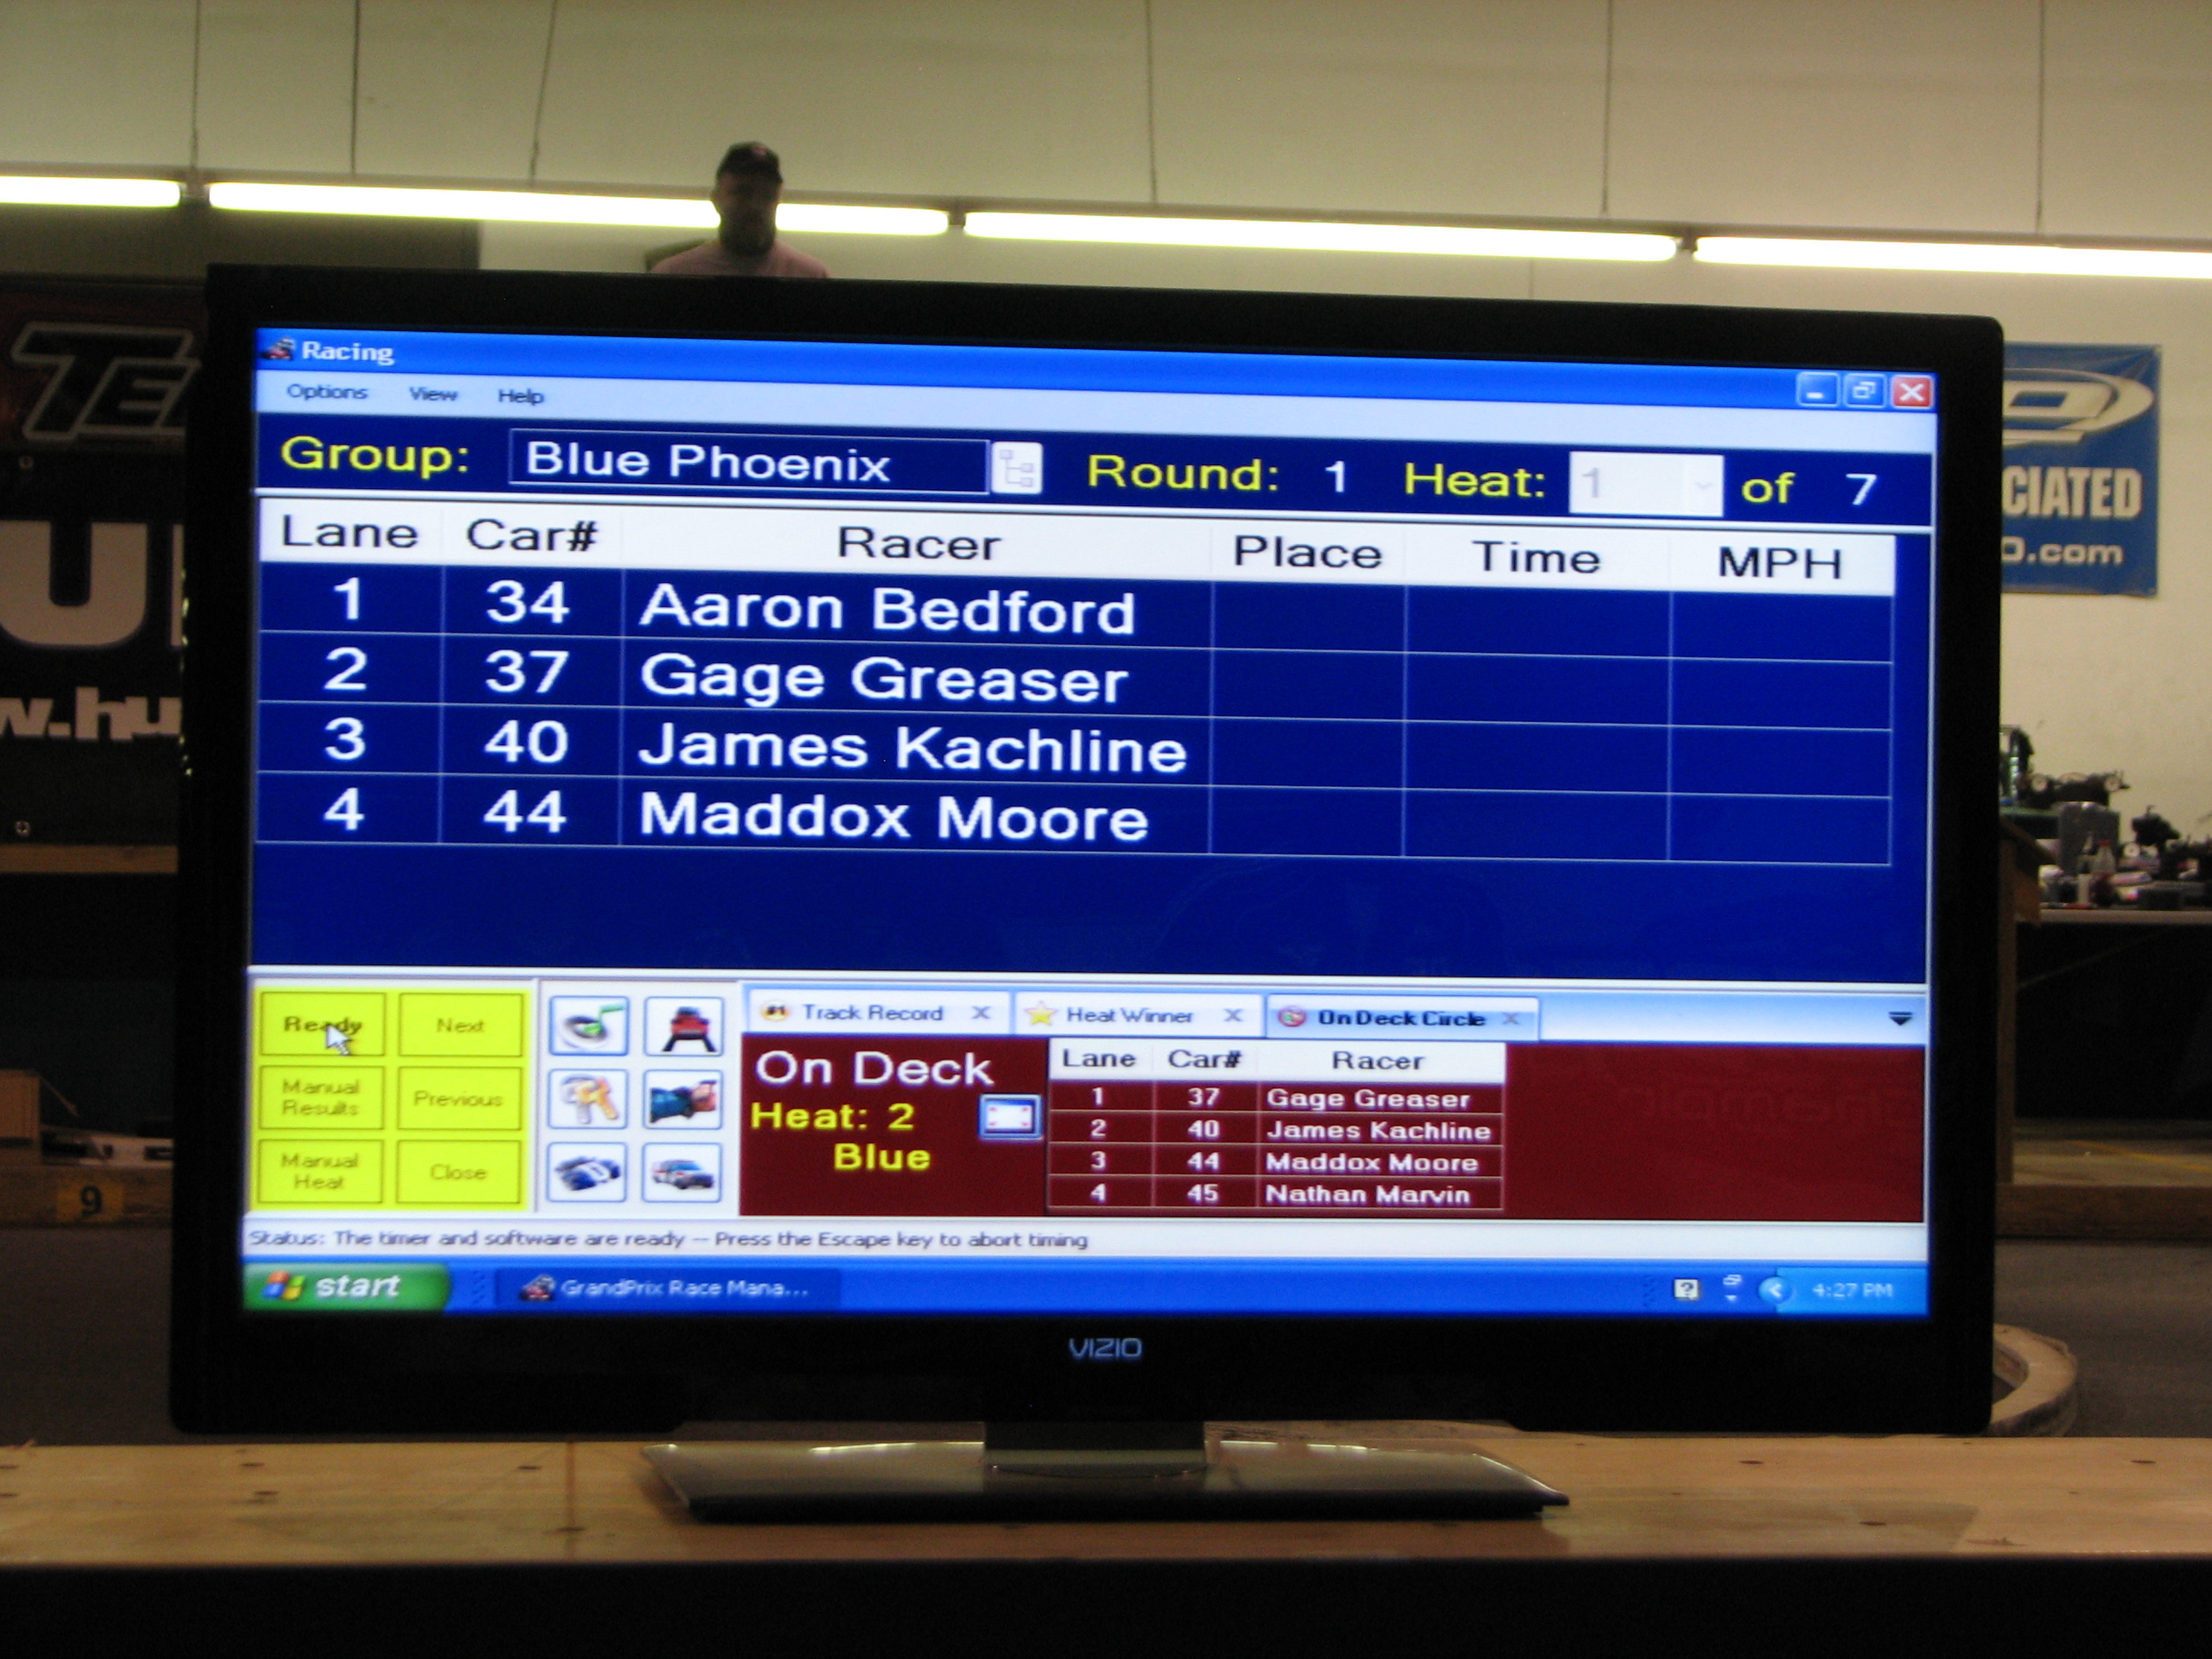 Racing
Options View Help
Group: Blue Phoenix Round: 1 Heat: 1 of 7
Lane Car# Racer Place Time MPH
1 34 Aaron Bedford
2 37 Gage Greaser
3 40 James Kachline
4 44 Maddox Moore
Ready Next
Manual Results Previous
Manual Heat Close
#1 Track Record X Heat Winner X On Deck Circle X
On Deck
Heat: 2
Blue
Lane Car# Racer
1 37 Gage Greaser
2 40 James Kachline
3 44 Maddox Moore
4 45 Nathan Marvin
Status: The timer and software are ready -- Press the Escape key to abort timing
start GrandPrix Race Mana... 4:27 PM
VIZIO
TE
U
w.hu
9
CIATED
O.com